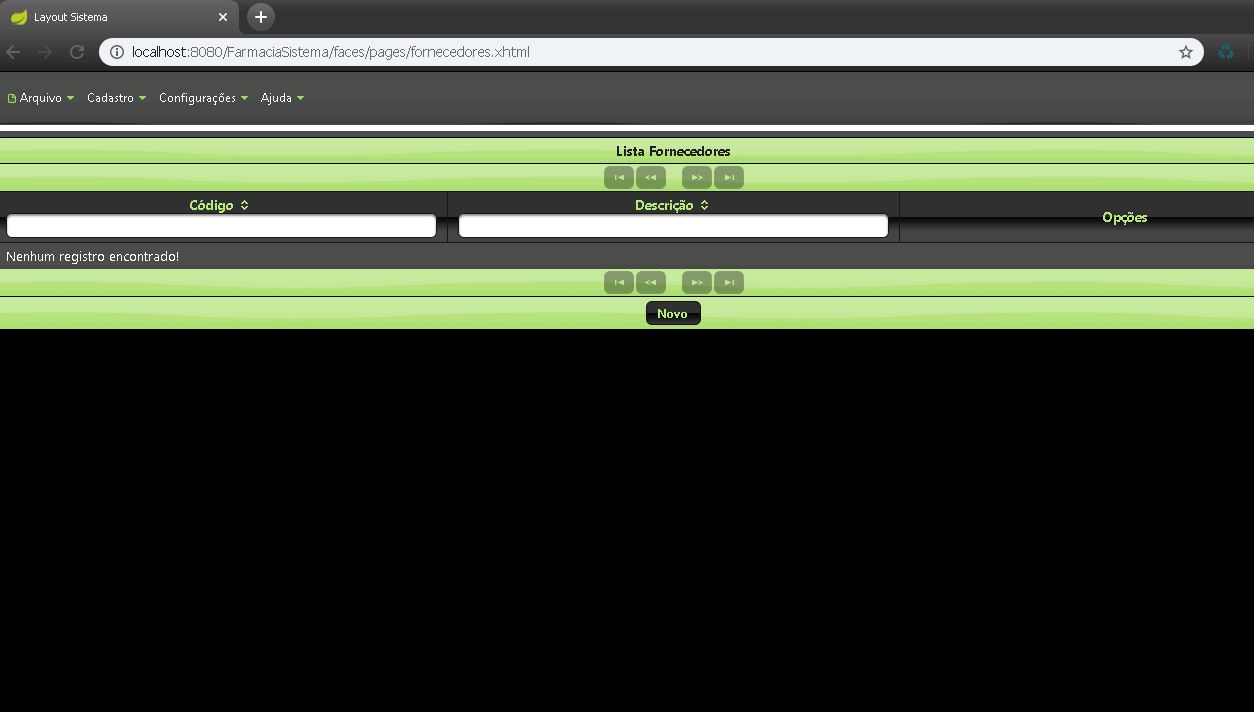 Layout Sistema
localhost:8080/FarmaciaSistema/faces/pages/fornecedores.xhtml
Arquivo Cadastro Configurações Ajuda
Lista Fornecedores
Código Descrição Opções
Nenhum registro encontrado!
Novo